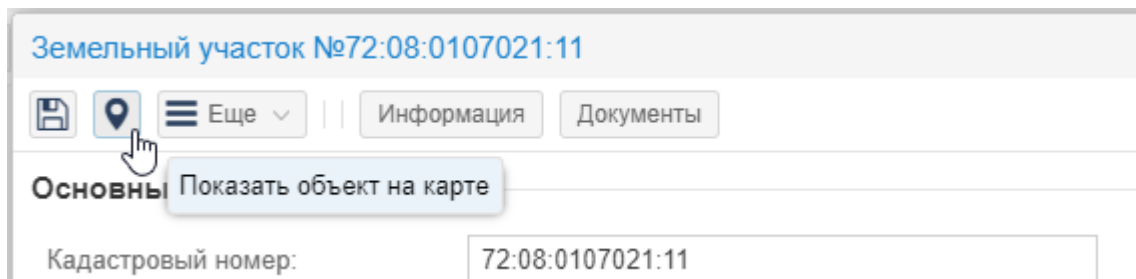 Земельный участок №72:08:0107021:11
Еще Информация Документы
Показать объект на карте
Кадастровый номер: 72:08:0107021:11